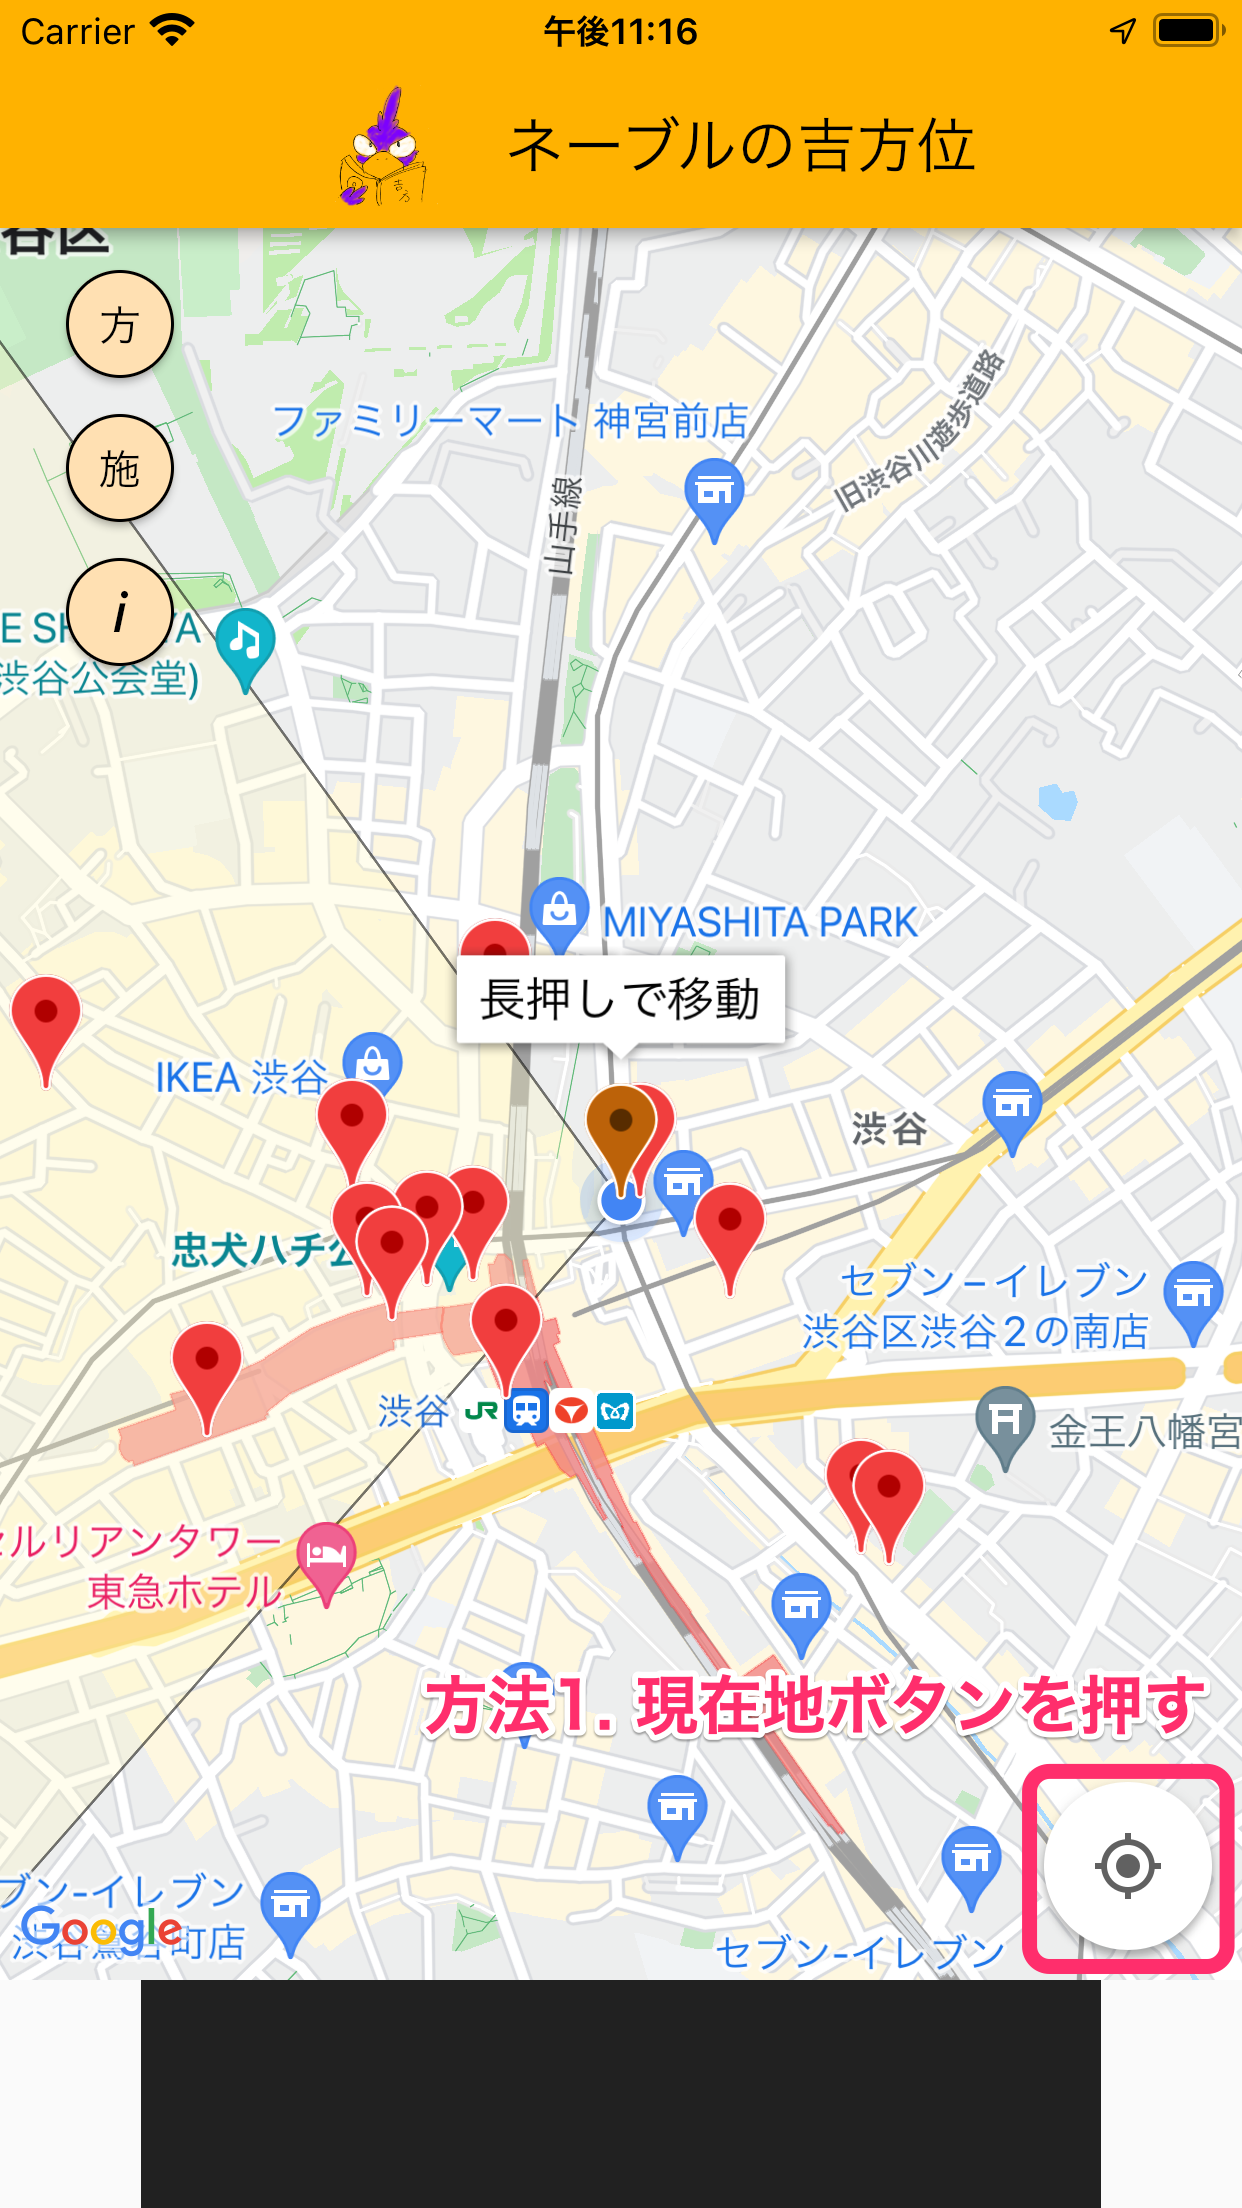 Carrier
午後11:16
ネーブルの吉方位
吉方
谷区
方
施
i
ファミリーマート 神宮前店
旧渋谷川遊歩道路
山手線
渋谷公会堂)
MIYASHITA PARK
長押しで移動
IKEA 渋谷
渋谷
忠犬ハチ公
セブン−イレブン
渋谷区渋谷2の南店
渋谷
JR
金王八幡宮
セルリアンタワー
東急ホテル
方法1. 現在地ボタンを押す
ブン-イレブン
渋谷鶯谷町店
Google
セブン-イレブン